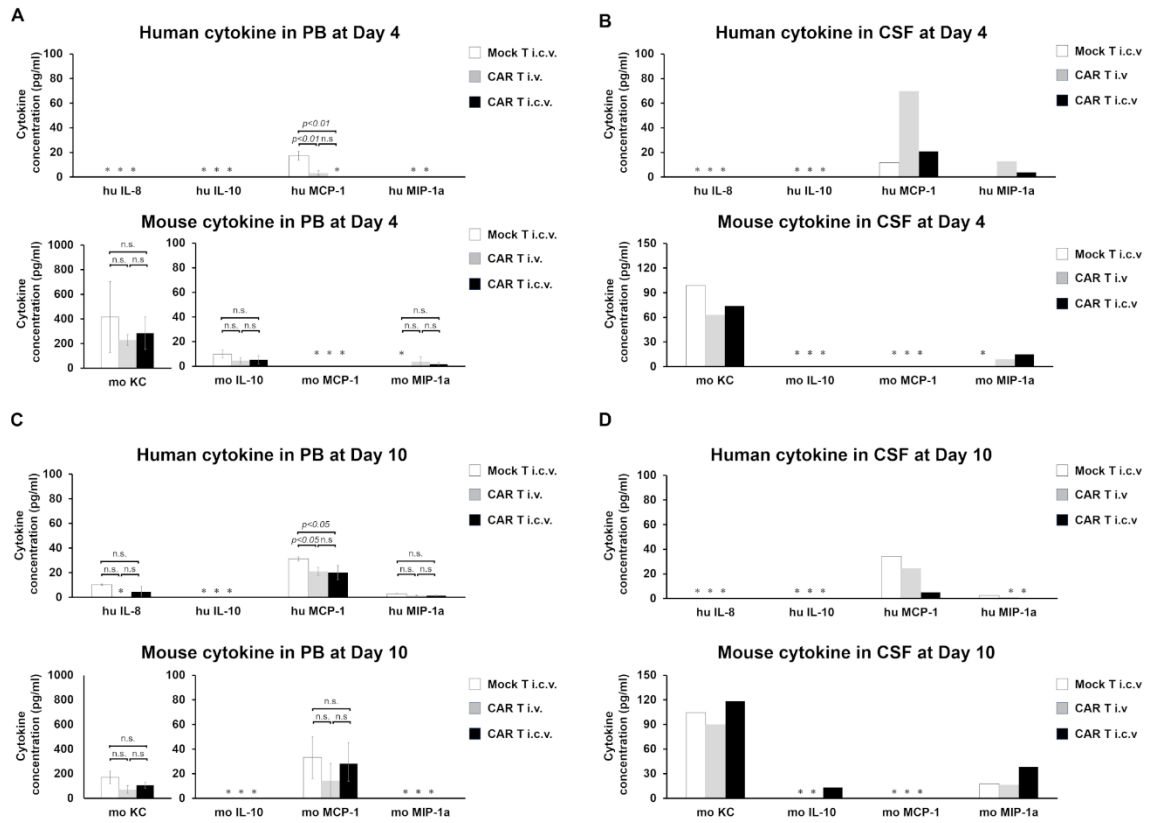 A
Human cytokine in PB at Day 4
Cytokine
concentration (pg/ml)
100
80
60
40
20
0
p<0.01
p<0.01 n.s
* * *
* * *
*
* *
hu IL-8
hu IL-10
hu MCP-1
hu MIP-1a
Mock T i.c.v.
CAR T i.v.
CAR T i.c.v.
Mouse cytokine in PB at Day 4
Cytokine
concentration (pg/ml)
1000
800
600
400
200
0
n.s.
n.s. n.s
mo KC
100
80
60
40
20
0
n.s.
n.s. n.s
* * *
*
n.s.
n.s. n.s
mo IL-10
mo MCP-1
mo MIP-1a
Mock T i.c.v.
CAR T i.v.
CAR T i.c.v.
B
Human cytokine in CSF at Day 4
Cytokine
concentration (pg/ml)
100
80
60
40
20
0
* * *
* * *
hu IL-8
hu IL-10
hu MCP-1
hu MIP-1a
Mock T i.c.v
CAR T i.v
CAR T i.c.v
Mouse cytokine in CSF at Day 4
Cytokine
concentration (pg/ml)
150
120
90
60
30
0
* * *
* * *
*
mo KC
mo IL-10
mo MCP-1
mo MIP-1a
Mock T i.c.v
CAR T i.v
CAR T i.c.v
C
Human cytokine in PB at Day 10
Cytokine
concentration (pg/ml)
100
80
60
40
20
0
n.s.
n.s. n.s
*
* * *
p<0.05
p<0.05 n.s
n.s.
n.s. n.s
hu IL-8
hu IL-10
hu MCP-1
hu MIP-1a
Mock T i.c.v.
CAR T i.v.
CAR T i.c.v.
Mouse cytokine in PB at Day 10
Cytokine
concentration (pg/ml)
1000
800
600
400
200
0
n.s.
n.s. n.s
mo KC
100
80
60
40
20
0
* * *
n.s.
n.s. n.s
* * *
mo IL-10
mo MCP-1
mo MIP-1a
Mock T i.c.v.
CAR T i.v.
CAR T i.c.v.
D
Human cytokine in CSF at Day 10
Cytokine
concentration (pg/ml)
100
80
60
40
20
0
* * *
* * *
* *
hu IL-8
hu IL-10
hu MCP-1
hu MIP-1a
Mock T i.c.v
CAR T i.v
CAR T i.c.v
Mouse cytokine in CSF at Day 10
Cytokine
concentration (pg/ml)
150
120
90
60
30
0
* *
* * *
mo KC
mo IL-10
mo MCP-1
mo MIP-1a
Mock T i.c.v
CAR T i.v
CAR T i.c.v